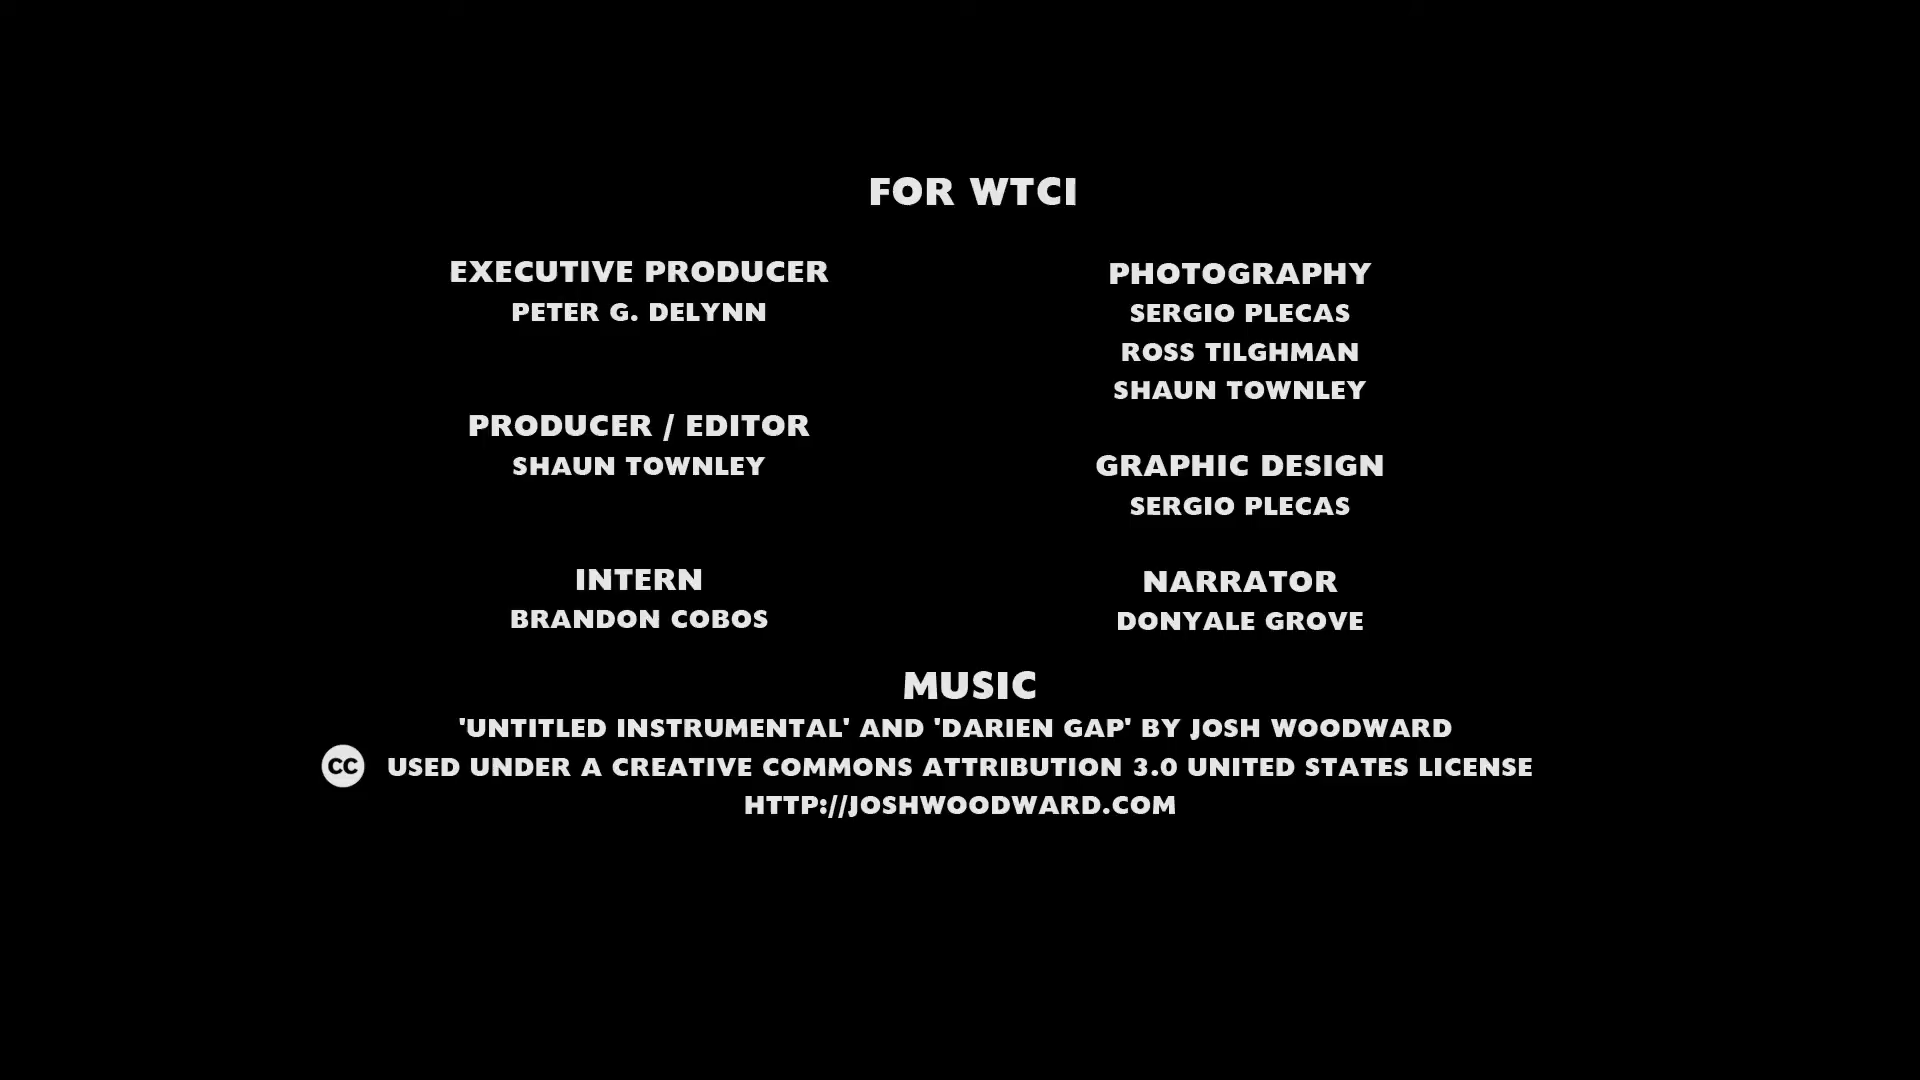 FOR WTCI
EXECUTIVE PRODUCER
PETER G. DELYNN
PRODUCER / EDITOR
SHAUN TOWNLEY
INTERN
BRANDON COBOS
PHOTOGRAPHY
SERGIO PLECAS
ROSS TILGHMAN
SHAUN TOWNLEY
GRAPHIC DESIGN
SERGIO PLECAS
NARRATOR
DONYALE GROVE
MUSIC
'UNTITLED INSTRUMENTAL' AND 'DARIEN GAP' BY JOSH WOODWARD
CC USED UNDER A CREATIVE COMMONS ATTRIBUTION 3.0 UNITED STATES LICENSE
HTTP://JOSHWOODWARD.COM